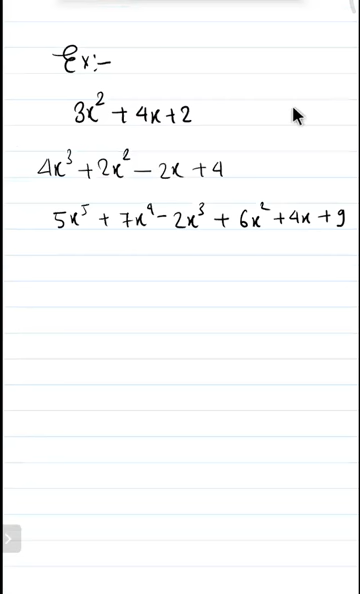 Ex:-
3x² + 4x + 2
4x³ + 2x² - 2x + 4
5x⁵ + 7x⁴ - 2x³ + 6x² + 4x + 9